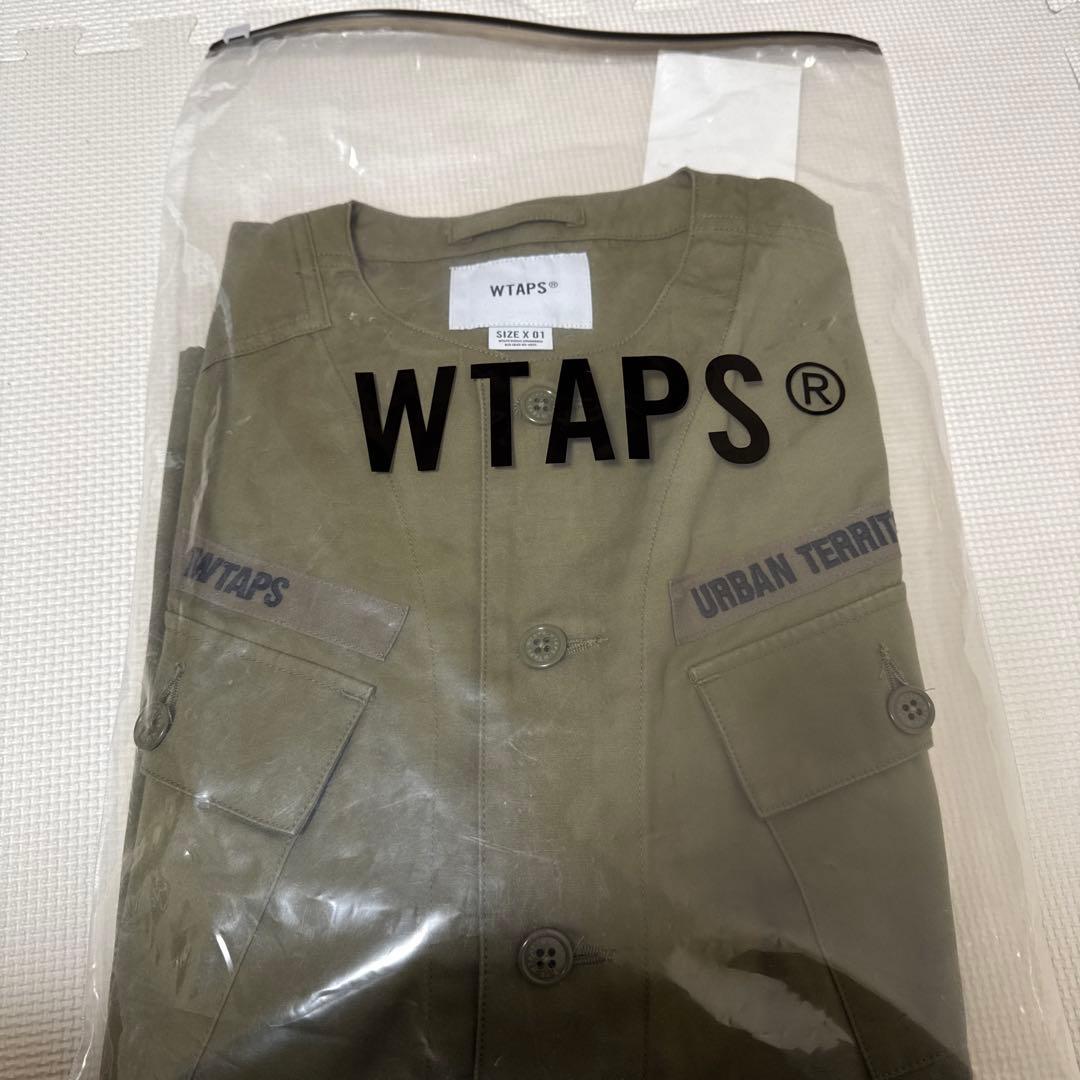 WTAPS®
SIZE X 01
WTAPS®
WTAPS
URBAN TERRIT